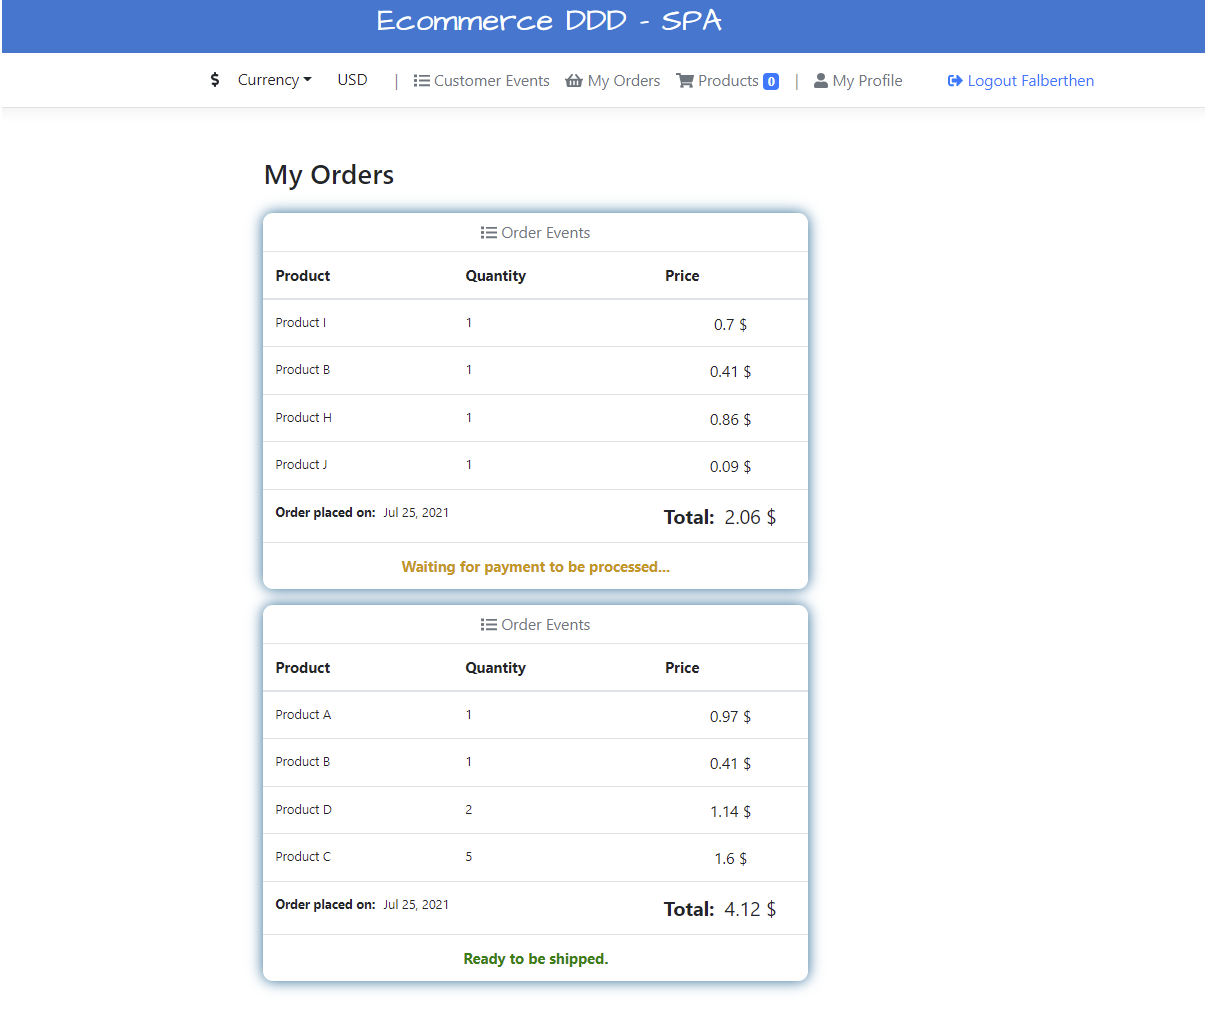 Ecommerce DDD - SPA
$ Currency USD | Customer Events My Orders Products 0 | My Profile Logout Falberthen
My Orders
Order Events
Product Quantity Price
Product I 1 0.7 $
Product B 1 0.41 $
Product H 1 0.86 $
Product J 1 0.09 $
Order placed on: Jul 25, 2021 Total: 2.06 $
Waiting for payment to be processed...
Order Events
Product Quantity Price
Product A 1 0.97 $
Product B 1 0.41 $
Product D 2 1.14 $
Product C 5 1.6 $
Order placed on: Jul 25, 2021 Total: 4.12 $
Ready to be shipped.